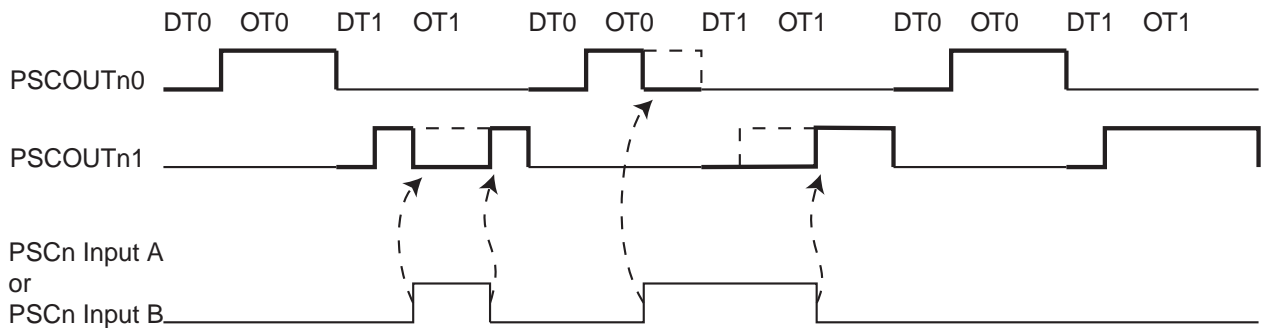 DT0 OT0 DT1 OT1 DT0 OT0 DT1 OT1 DT0 OT0 DT1 OT1
PSCOUTn0
PSCOUTn1
PSCn Input A
or
PSCn Input B